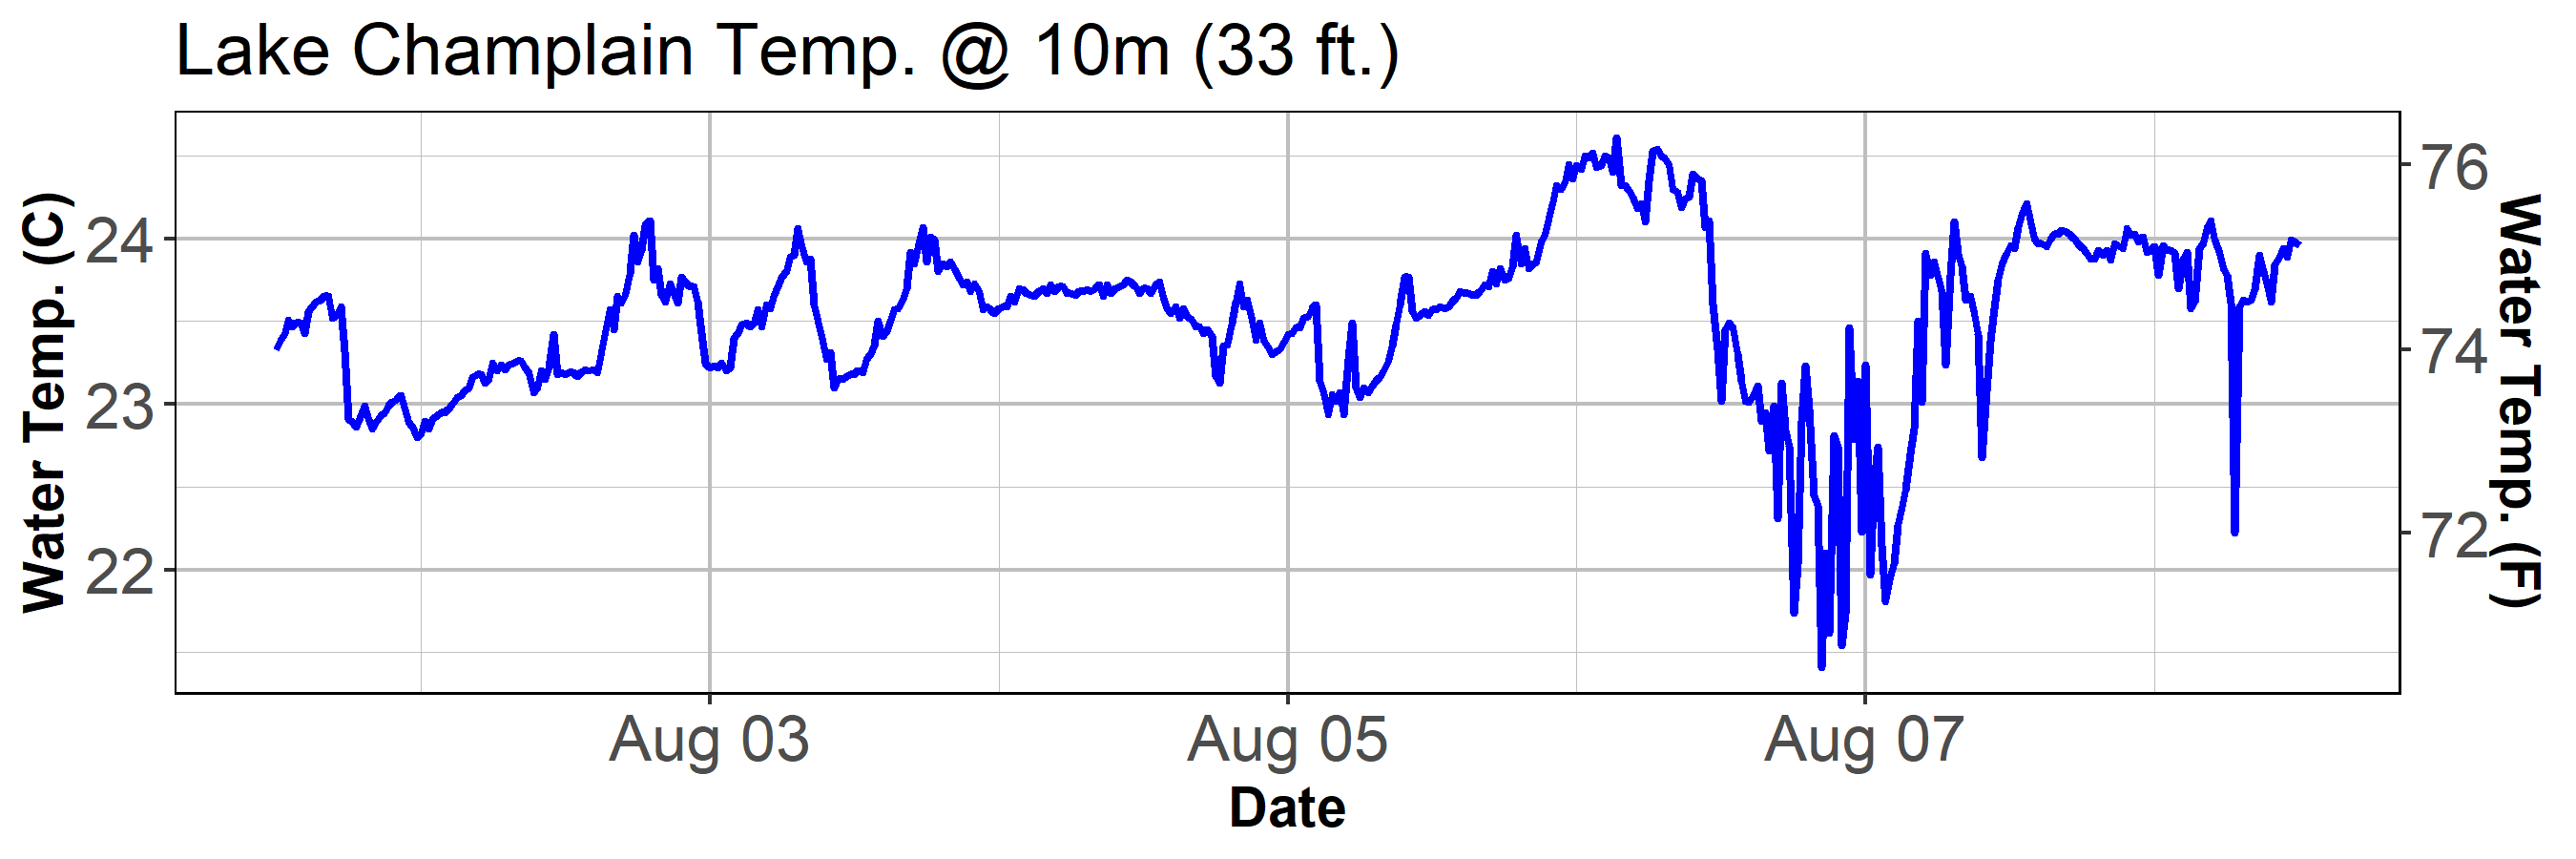 Lake Champlain Temp. @ 10m (33 ft.)
Water Temp. (C)
24
23
22
76
74
72
Water Temp. (F)
Aug 03
Aug 05
Aug 07
Date